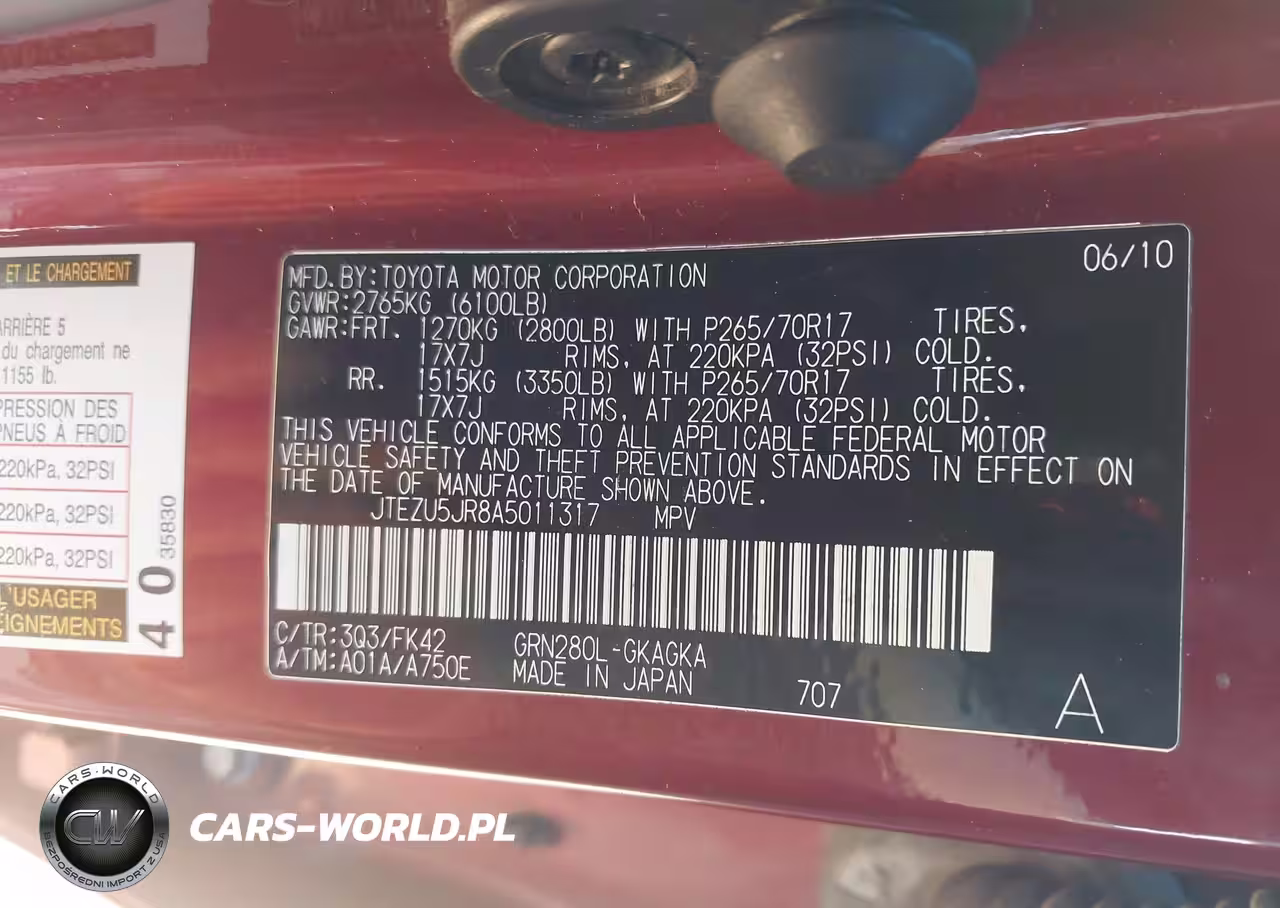 ET LE CHARGEMENT
ARRIÈRE 5
du chargement ne
1155 lb.
PRESSION DES
PNEUS À FROID
220kPa, 32PSI
220kPa, 32PSI
220kPa, 32PSI
L'USAGER
EIGNEMENTS
4 0 35830
06/10
MFD.BY:TOYOTA MOTOR CORPORATION
GVWR:2765KG (6100LB)
GAWR:FRT. 1270KG (2800LB) WITH P265/70R17 TIRES,
17X7J RIMS, AT 220KPA (32PSI) COLD.
RR. 1515KG (3350LB) WITH P265/70R17 TIRES,
17X7J RIMS, AT 220KPA (32PSI) COLD.
THIS VEHICLE CONFORMS TO ALL APPLICABLE FEDERAL MOTOR
VEHICLE SAFETY AND THEFT PREVENTION STANDARDS IN EFFECT ON
THE DATE OF MANUFACTURE SHOWN ABOVE.
JTEZU5JR8A5011317 MPV
C/TR:3Q3/FK42 GRN280L-GKAGKA
A/TM:A01A/A750E MADE IN JAPAN 707 A
CARS-WORLD
CW
BEZPOŚREDNI IMPORT Z USA
CARS-WORLD.PL